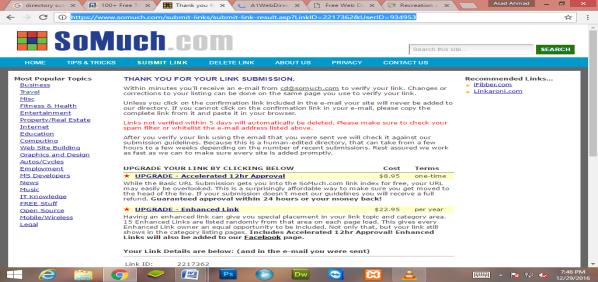 directory sub
100+ Free
Thank you f
A1WebDire
Free Web D
Recreation
Asad Ahmad
https://www.somuch.com/submit-links/submit-link-result.asp?LinkID=2217362&UserID=934953
SoMuch.com
Search this site...
SEARCH
HOME TIPS & TRICKS SUBMIT LINK DELETE LINK ABOUT US PRIVACY CONTACT US
Most Popular Topics
Business
Travel
Misc
Fitness & Health
Entertainment
Property/Real Estate
Internet
Education
Computing
Web Site Building
Graphics and Design
Autos/Cycles
Employment
MS Developers
News
Music
IT Knowledge
FREE Stuff
Open Source
Mobile/Wireless
Legal
THANK YOU FOR YOUR LINK SUBMISSION.
Within minutes you'll receive an e-mail from cd@somuch.com to verify your link. Changes or
corrections to your listing can be done on the same page you use to verify your link.
Unless you click on the confirmation link included in the e-mail your site will never be added to
our directory. If you cannot click on the confirmation link in your e-mail, please copy the
complete link from it and paste it in your browser.
Links not verified within 5 days will automatically be deleted. Please make sure to check your
spam filter or whitelist the e-mail address listed above.
After you verify your link using the email that you were sent we will check it against our
submission guidelines. Because this is a human-edited directory, that can take from a few
hours to a few weeks depending on the number of recent submissions. Rest assured we work
as fast as we can to make sure every site is added promptly.
UPGRADE YOUR LINK BY CLICKING BELOW Cost Terms
UPGRADE - Accelerated 12hr Approval $8.95 one-time
While the Basic URL Submission gets you into the SoMuch.com link index for free, your URL
may easily be overlooked. This is a surprisingly affordable way to make sure you get moved to
the head of the line. If your submission doesn't meet our guidelines you will receive a full
refund. Guaranteed approval within 24 hours or your money back!
UPGRADE - Enhanced Link $22.95 per year
Having an enhanced link can give you special placement in your link topic and category area.
15 Enhanced Links are listed randomly from that area on each page load. This gives every
Enhanced Link owner an equal opportunity to be included. Not only that, but your link still
shows in the category listing pages. Includes Accelerated 12hr Approval! Enhanced
Links will also be added to our Facebook page.
Your Link Details are below: (and in the e-mail you were sent)
Link ID: 2217362
Recommended Links...
iFibber.com
Linkaroni.com
7:46 PM
12/29/2016